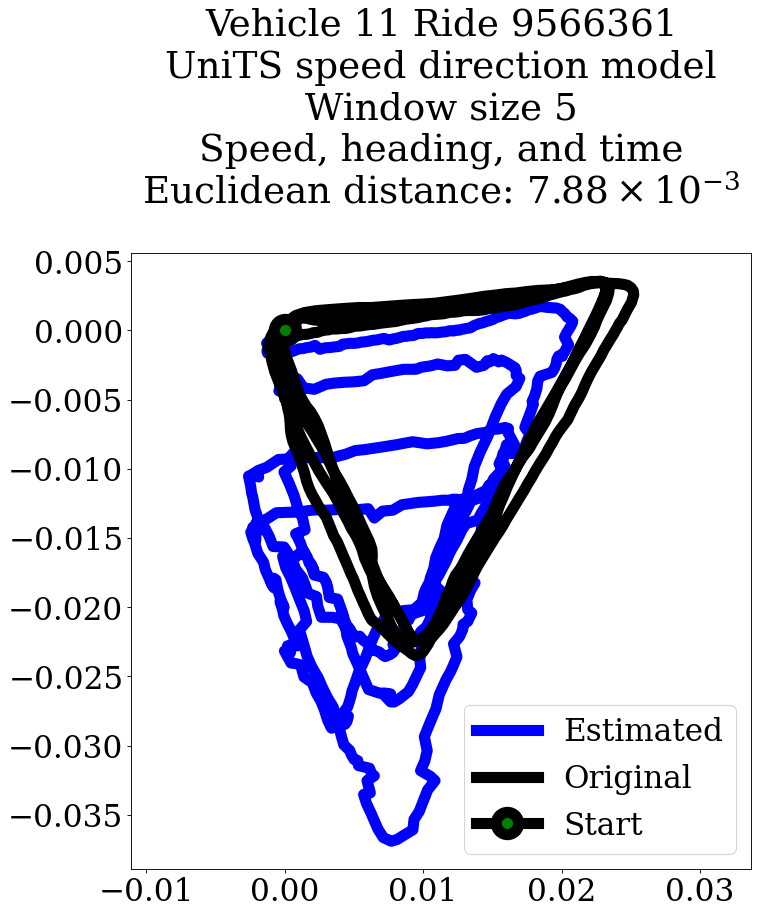 Vehicle 11 Ride 9566361
UniTS speed direction model
Window size 5
Speed, heading, and time
Euclidean distance: 7.88 × 10⁻³
0.005
0.000
−0.005
−0.010
−0.015
−0.020
−0.025
−0.030
−0.035
Estimated
Original
Start
−0.01 0.00 0.01 0.02 0.03